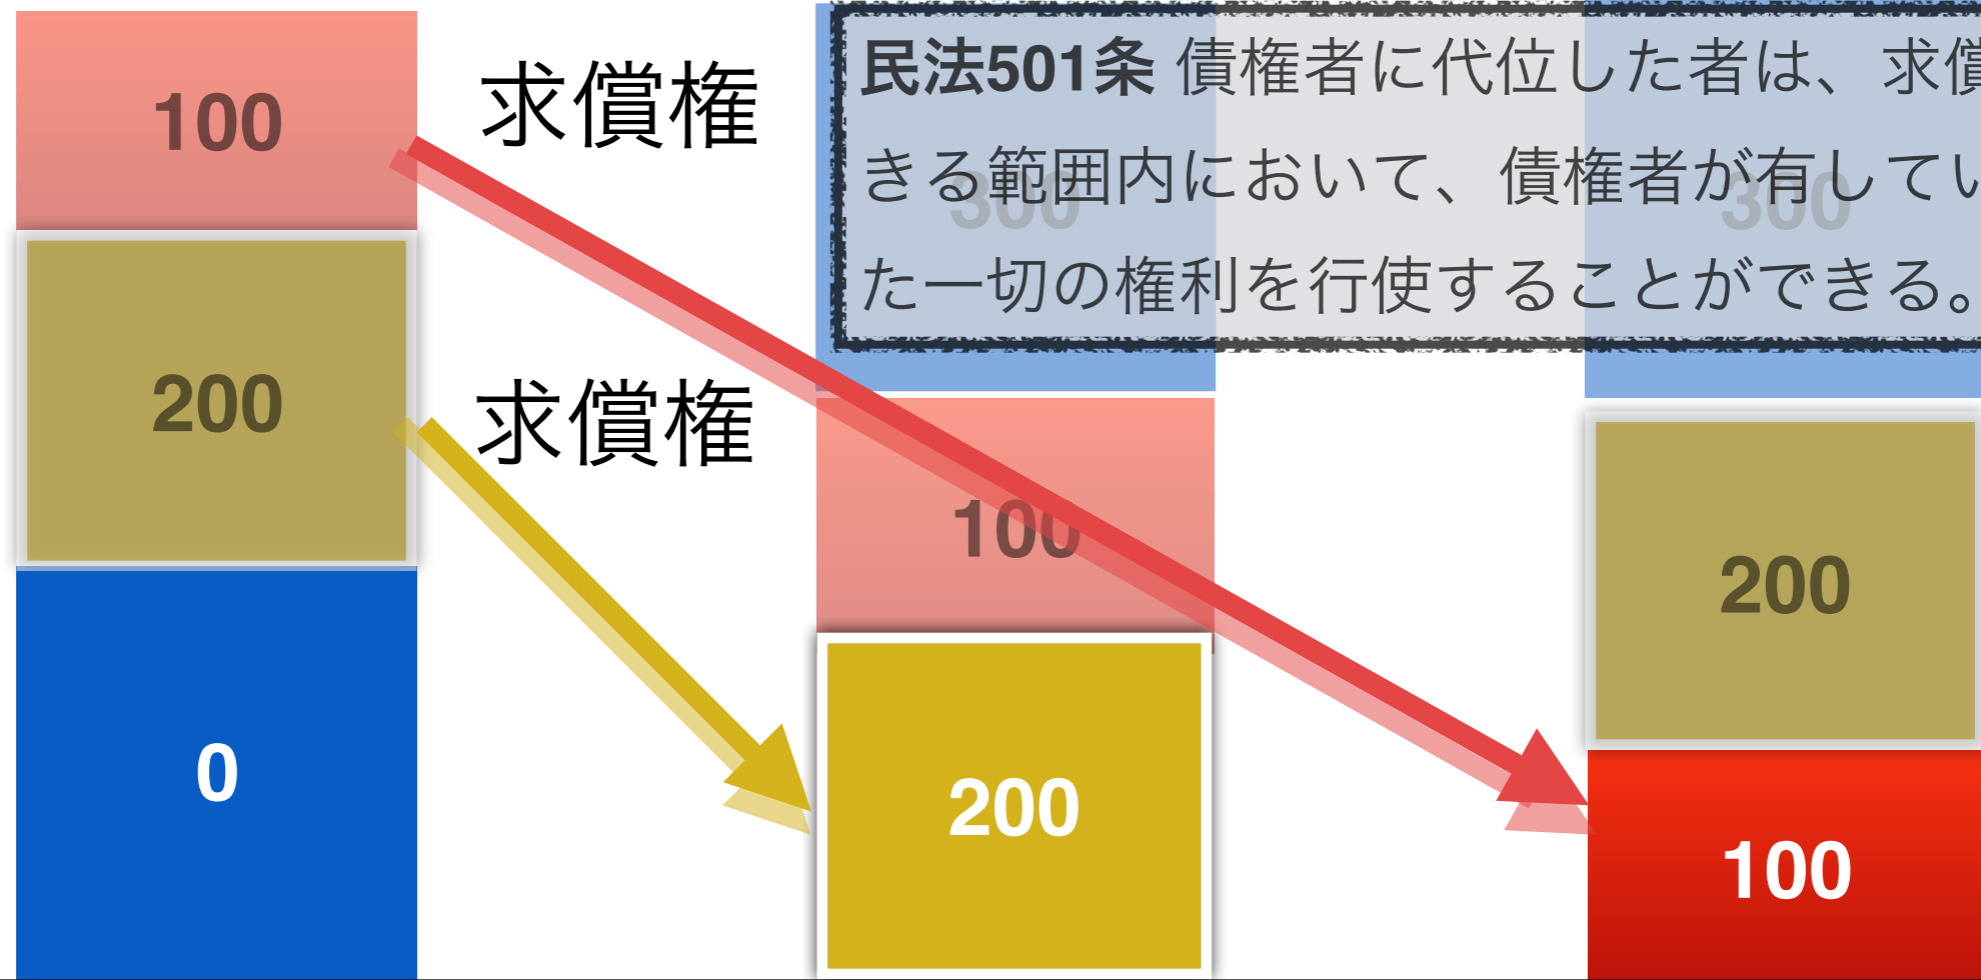 100
求償権
民法501条 債権者に代位した者は、求償
きる範囲内において、債権者が有してい
た一切の権利を行使することができる。
300
300
200
求償権
100
200
0
200
100